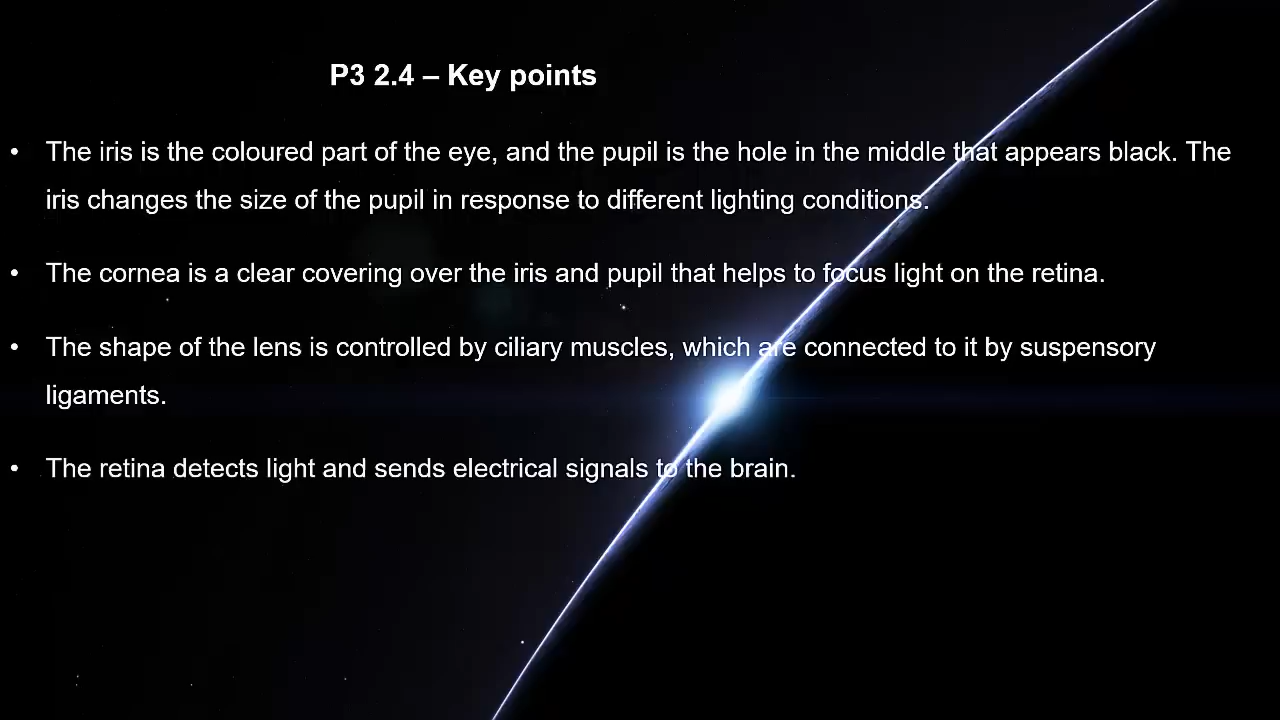 P3 2.4 – Key points
• The iris is the coloured part of the eye, and the pupil is the hole in the middle that appears black. The
iris changes the size of the pupil in response to different lighting conditions.
• The cornea is a clear covering over the iris and pupil that helps to focus light on the retina.
• The shape of the lens is controlled by ciliary muscles, which are connected to it by suspensory
ligaments.
• The retina detects light and sends electrical signals to the brain.